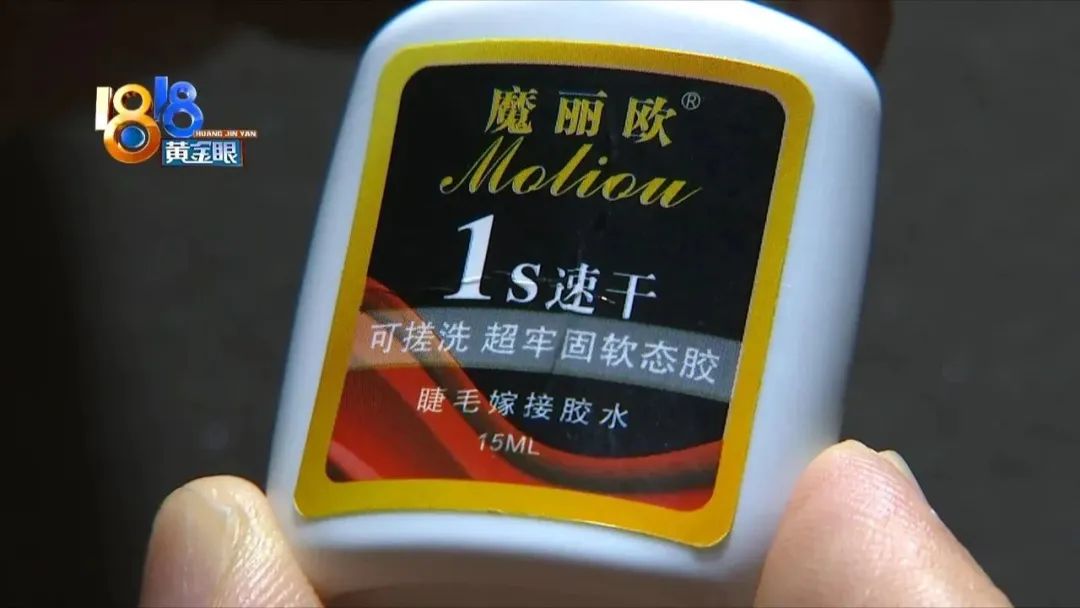 1818
HUANG JIN YAN
黄金眼
魔丽欧®
Moliou
1s速干
可搓洗 超牢固软态胶
睫毛嫁接胶水
15ML